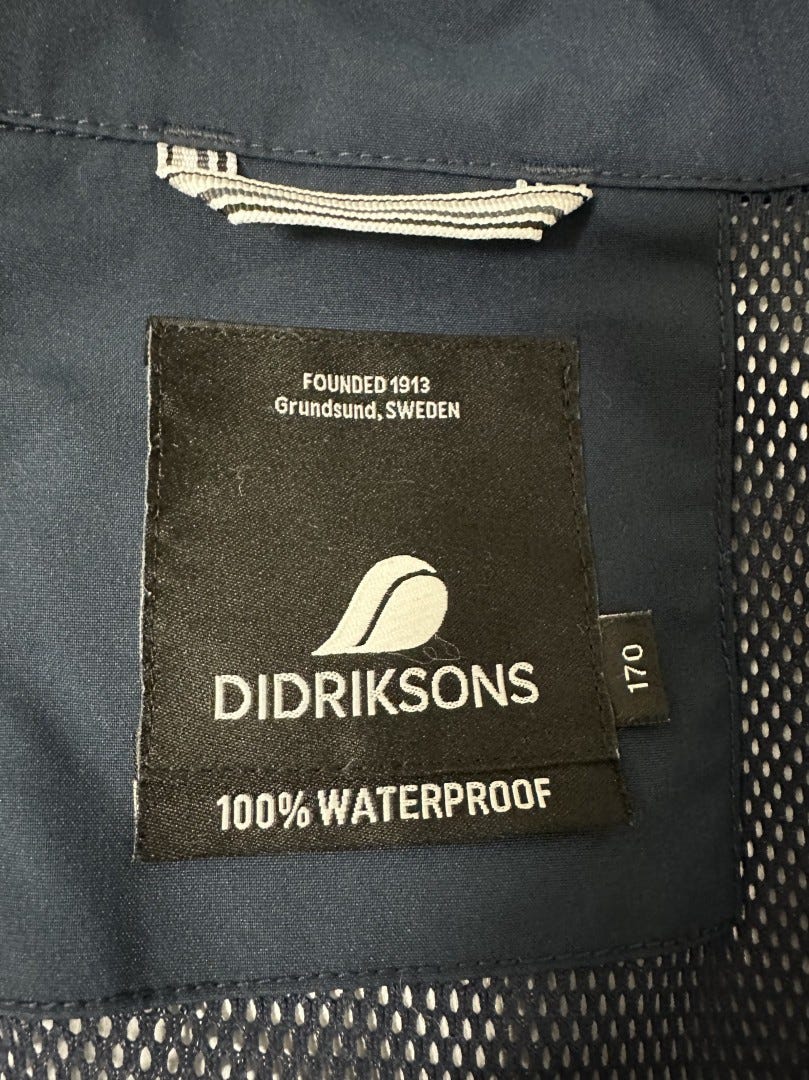 FOUNDED 1913
Grundsund, SWEDEN
DIDRIKSONS
170
100% WATERPROOF